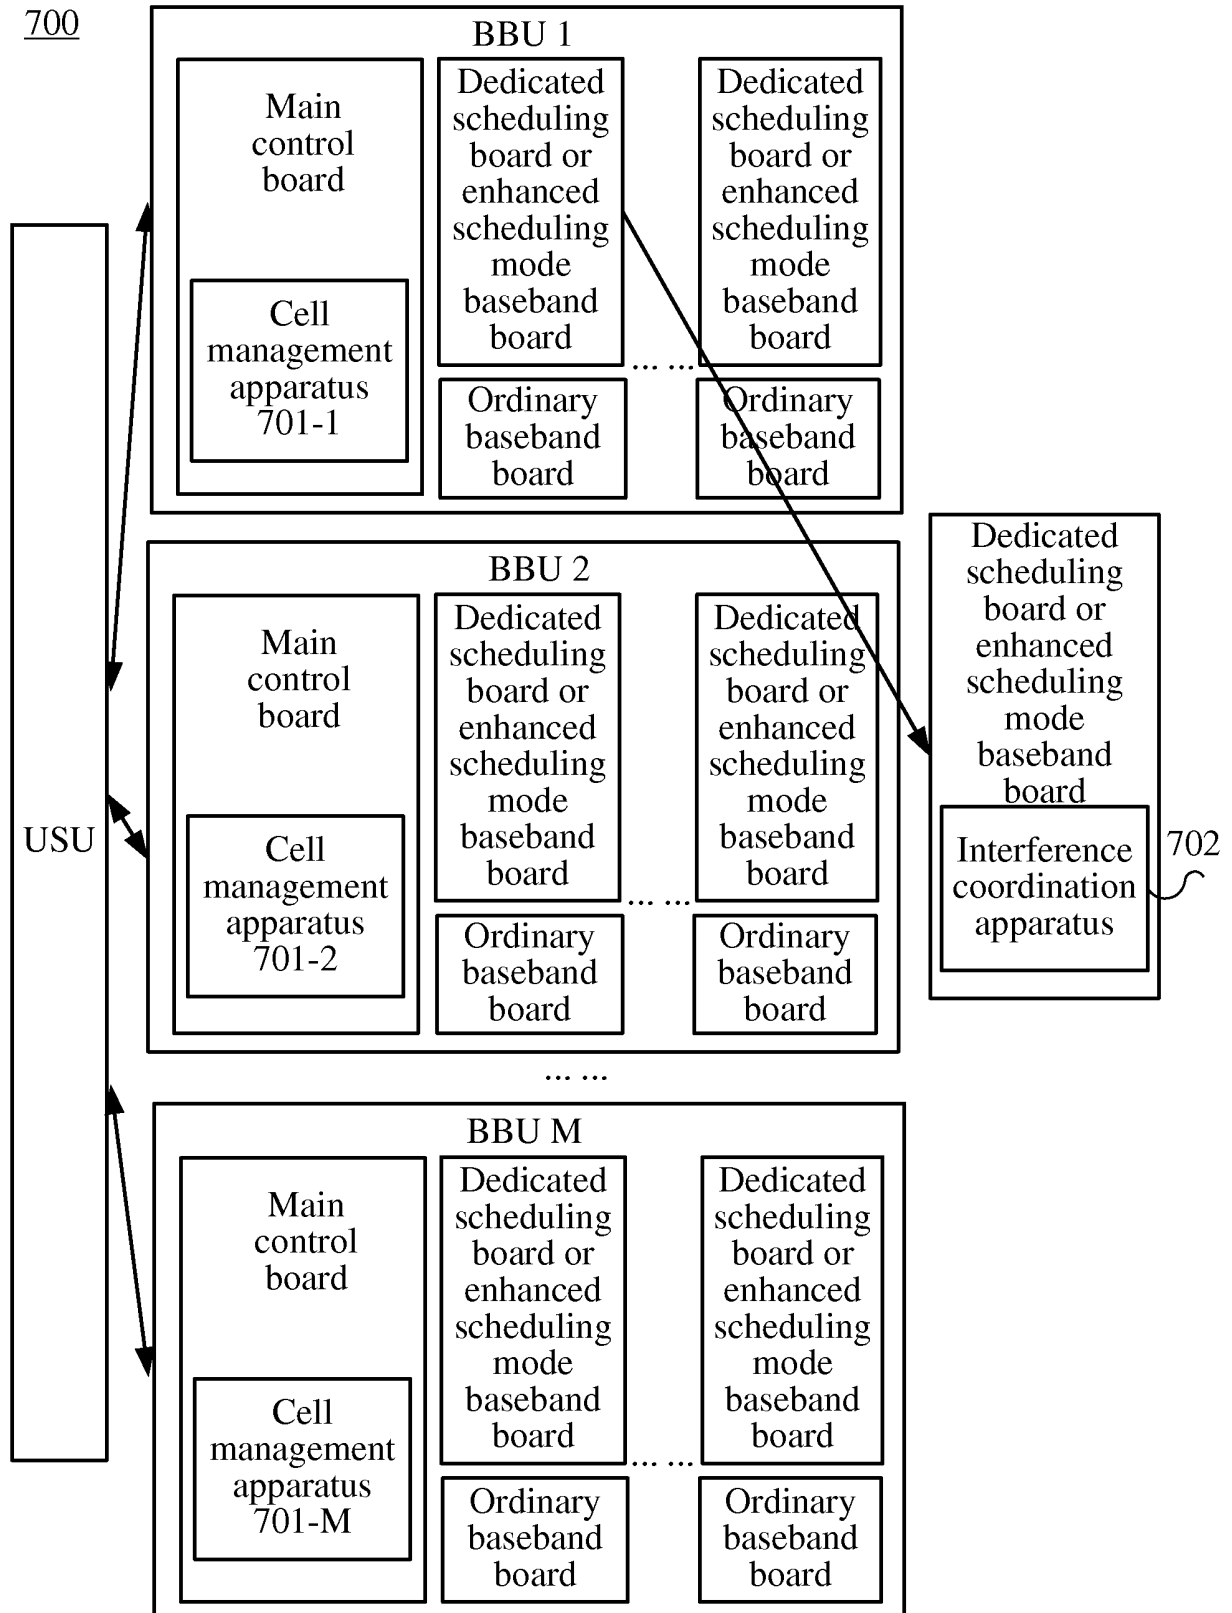 700
BBU 1
Main
control
board
Cell
management
apparatus
701-1
Dedicated
scheduling
board or
enhanced
scheduling
mode
baseband
board
... ...
Dedicated
scheduling
board or
enhanced
scheduling
mode
baseband
board
Ordinary
baseband
board
Ordinary
baseband
board
USU
BBU 2
Main
control
board
Cell
management
apparatus
701-2
Dedicated
scheduling
board or
enhanced
scheduling
mode
baseband
board
... ...
Dedicated
scheduling
board or
enhanced
scheduling
mode
baseband
board
Ordinary
baseband
board
Ordinary
baseband
board
Dedicated
scheduling
board or
enhanced
scheduling
mode
baseband
board
Interference
coordination
apparatus
702
... ...
BBU M
Main
control
board
Cell
management
apparatus
701-M
Dedicated
scheduling
board or
enhanced
scheduling
mode
baseband
board
... ...
Dedicated
scheduling
board or
enhanced
scheduling
mode
baseband
board
Ordinary
baseband
board
Ordinary
baseband
board